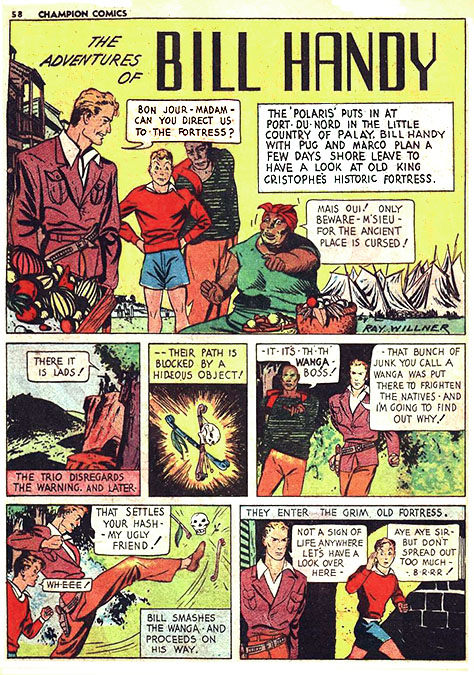 58 CHAMPION COMICS
THE
ADVENTURES
OF
BILL HANDY
BON JOUR - MADAM -
CAN YOU DIRECT US
TO THE FORTRESS?
THE 'POLARIS' PUTS IN AT
PORT-DU-NORD IN THE LITTLE
COUNTRY OF PALAY. BILL HANDY
WITH PUG AND MARCO PLAN A
FEW DAYS SHORE LEAVE TO
HAVE A LOOK AT OLD KING
CRISTOPHE'S HISTORIC FORTRESS.
MAIS OUI! ONLY
BEWARE - M'SIEU -
FOR THE ANCIENT
PLACE IS CURSED!
RAY WILLNER
THERE IT
IS LADS!
THE TRIO DISREGARDS
THE WARNING. AND LATER-
-- THEIR PATH IS
BLOCKED BY A
HIDEOUS OBJECT!
-IT-IT'S-TH-TH'
WANGA-
BOSS!
- THAT BUNCH OF
JUNK YOU CALL A
WANGA WAS PUT
THERE TO FRIGHTEN
THE NATIVES - AND
I'M GOING TO FIND
OUT WHY!
THAT SETTLES
YOUR HASH-
-MY UGLY
FRIEND!
WH-EEE!
BILL SMASHES
THE WANGA - AND
PROCEEDS ON
HIS WAY.
THEY ENTER THE GRIM, OLD FORTRESS.
NOT A SIGN OF
LIFE ANYWHERE
LET'S HAVE A
LOOK OVER
HERE -
AYE AYE SIR-
BUT DON'T
SPREAD OUT
TOO MUCH-
-B-R-R-R!